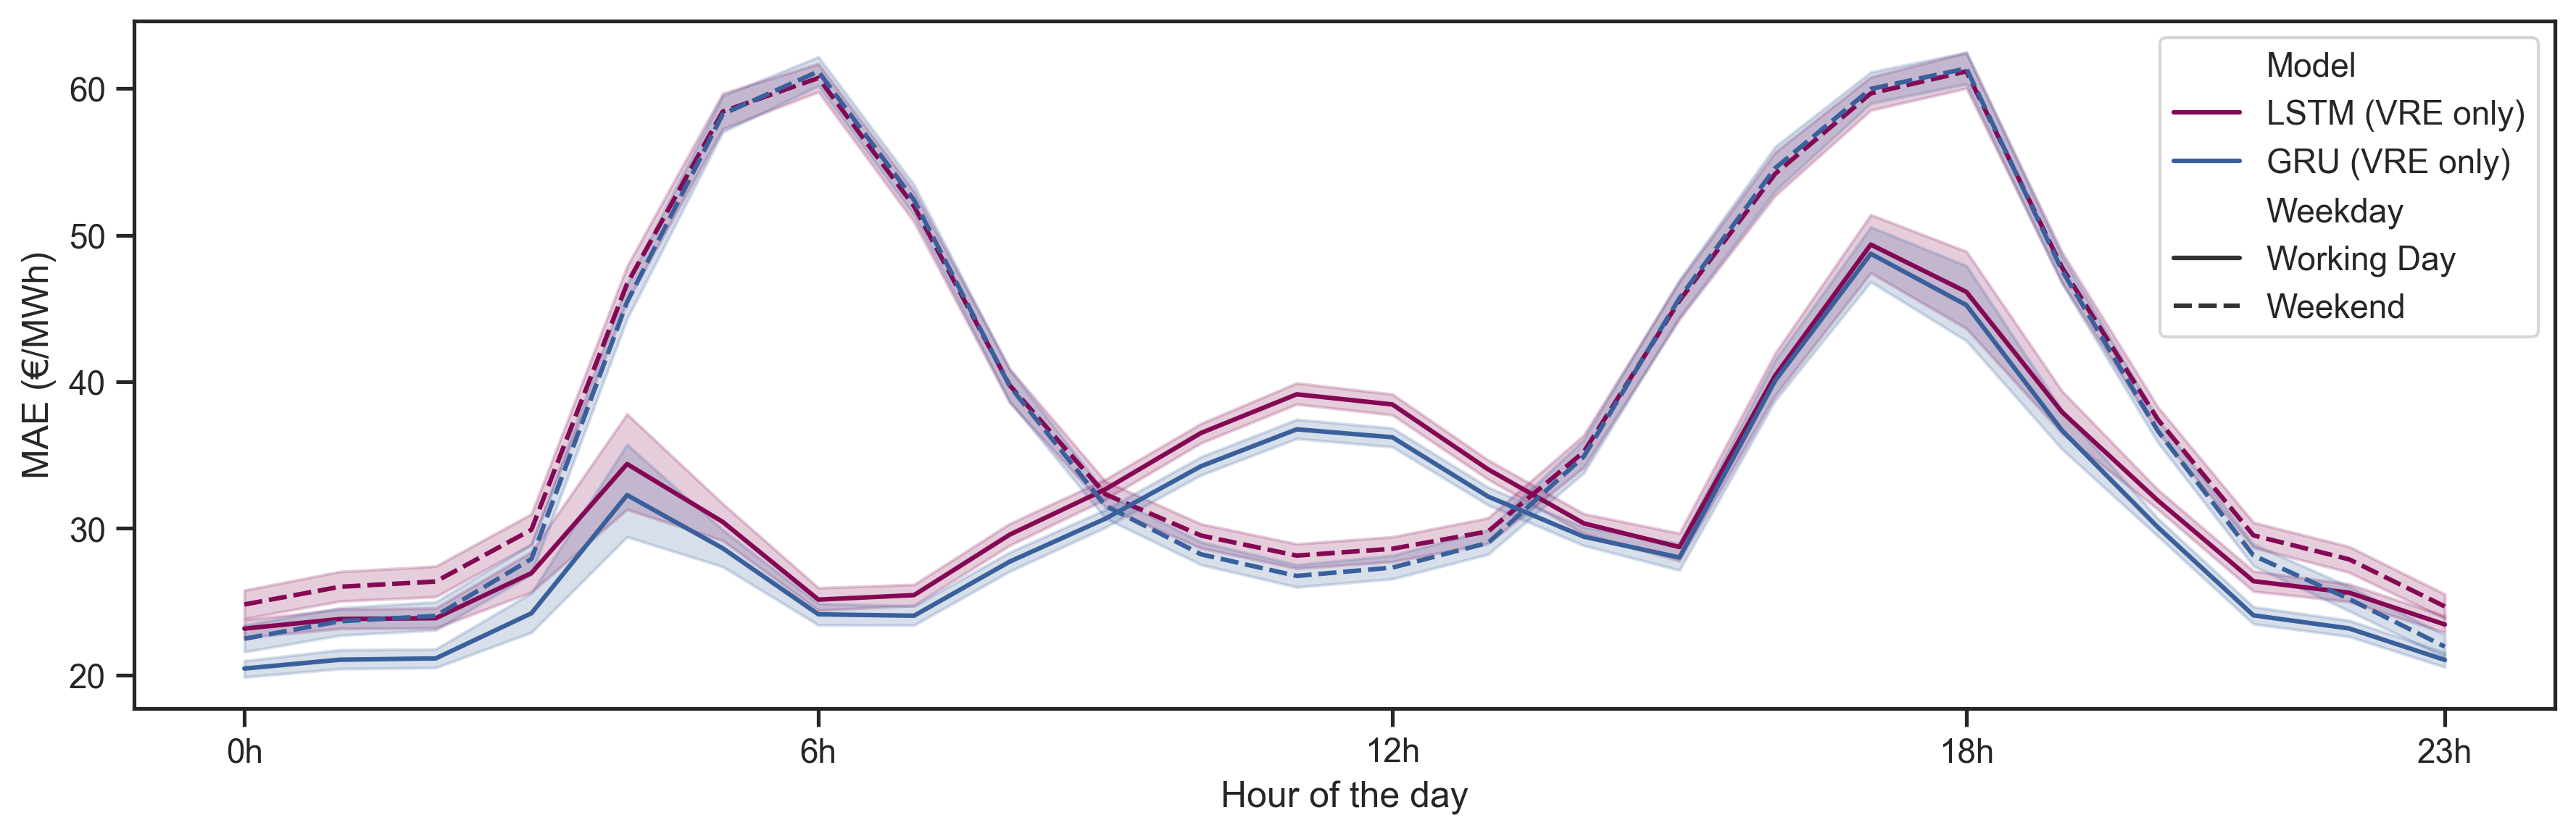 Model
LSTM (VRE only)
GRU (VRE only)
Weekday
Working Day
Weekend
MAE (€/MWh)
60
50
40
30
20
0h 6h 12h 18h 23h
Hour of the day